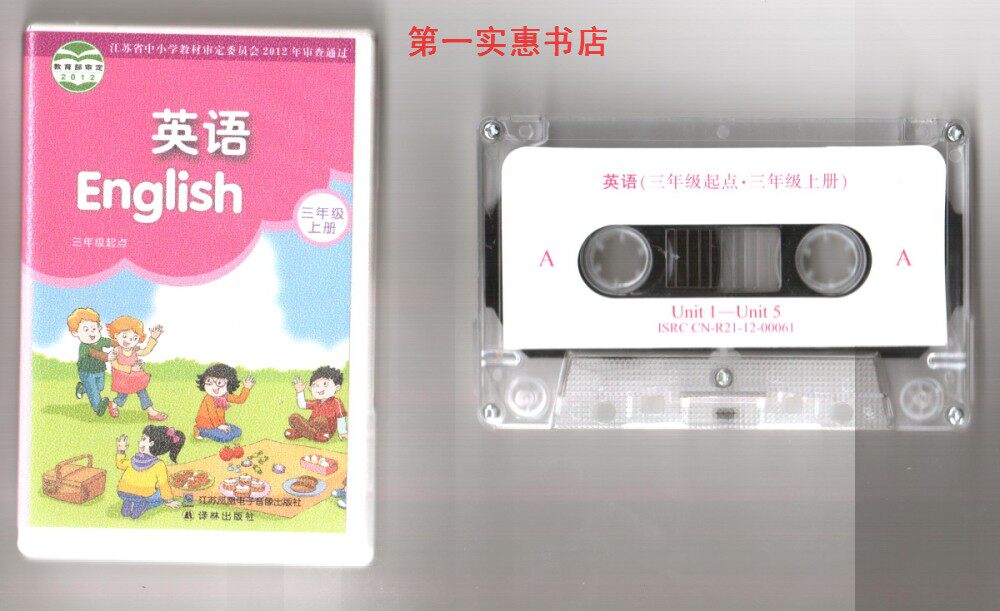 第一实惠书店
江苏省中小学教材审定委员会2012年审查通过
教育部审定
2012
英语
English
三年级
上册
三年级起点
江苏凤凰电子音像出版社
译林出版社
英语(三年级起点·三年级上册)
A
A
Unit 1—Unit 5
ISRC CN-R21-12-00061